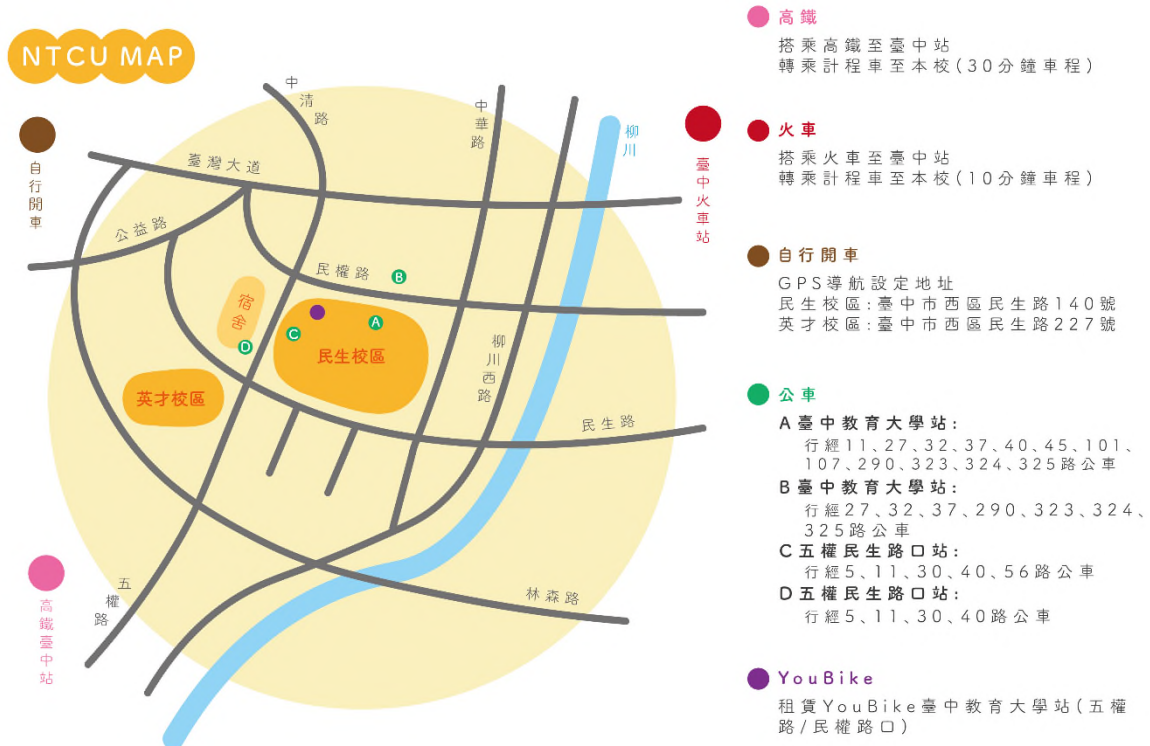 NTCU MAP
中清路
中華路
柳川
臺灣大道
自行開車
臺中火車站
公益路
民權路
B
宿舍
A
C
D
民生校區
柳川西路
英才校區
民生路
五權路
林森路
高鐵臺中站
高鐵
搭乘高鐵至臺中站
轉乘計程車至本校(30分鐘車程)
火車
搭乘火車至臺中站
轉乘計程車至本校(10分鐘車程)
自行開車
GPS導航設定地址
民生校區:臺中市西區民生路140號
英才校區:臺中市西區民生路227號
公車
A臺中教育大學站:
行經11、27、32、37、40、45、101、
107、290、323、324、325路公車
B臺中教育大學站:
行經27、32、37、290、323、324、
325路公車
C五權民生路口站:
行經5、11、30、40、56路公車
D五權民生路口站:
行經5、11、30、40路公車
YouBike
租賃YouBike臺中教育大學站(五權
路/民權路口)